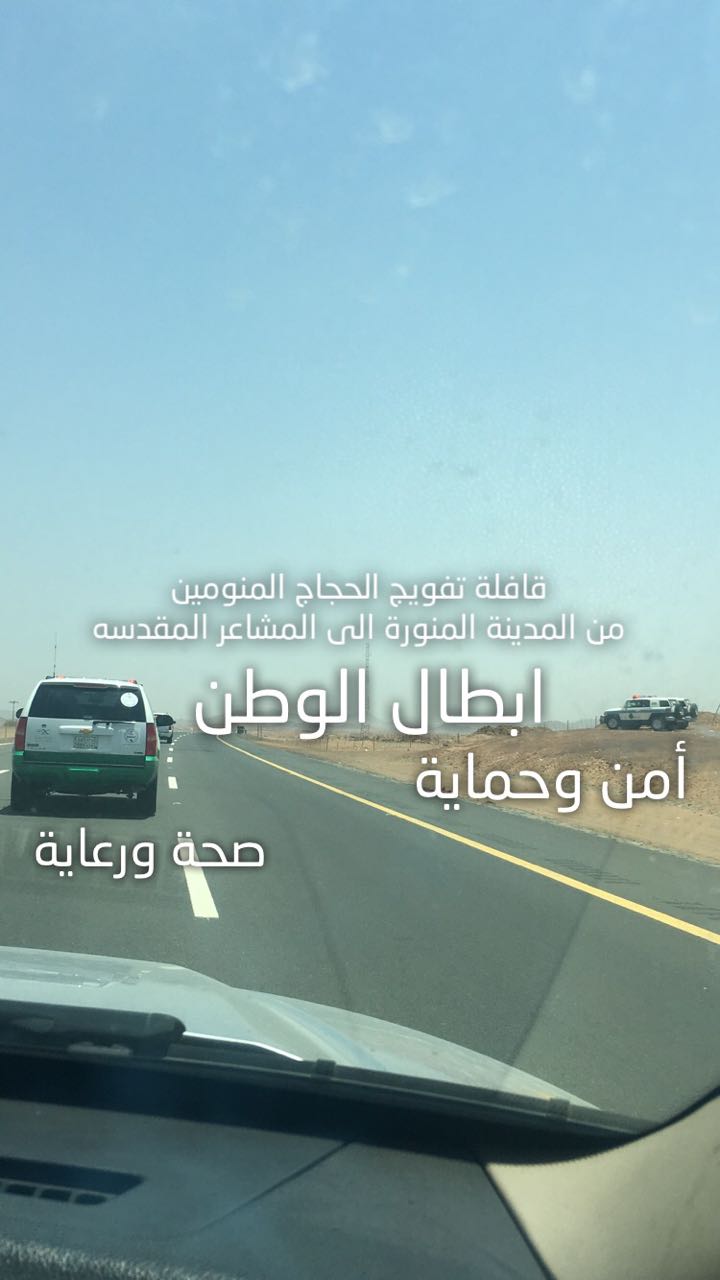 قافلة تفويج الحجاج المنومين
من المدينة المنورة الى المشاعر المقدسه
ابطال الوطن
أمن وحماية
صحة ورعاية